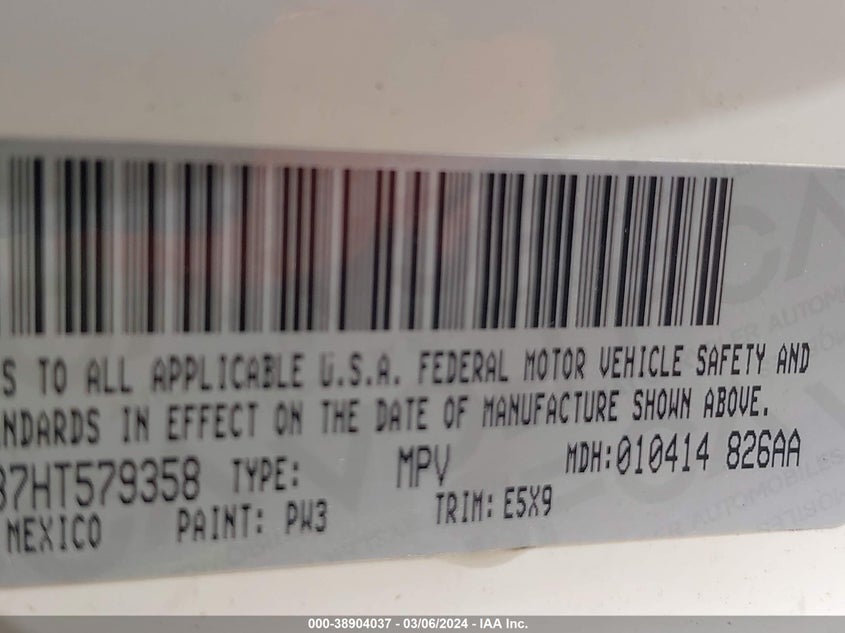 S TO ALL APPLICABLE U.S.A. FEDERAL MOTOR VEHICLE SAFETY AND
NDARDS IN EFFECT ON THE DATE OF MANUFACTURE SHOWN ABOVE.
37HT579358 TYPE: MPV MDH:010414 826AA
MEXICO PAINT: PW3 TRIM: E5X9
000-38904037 - 03/06/2024 - IAA Inc.